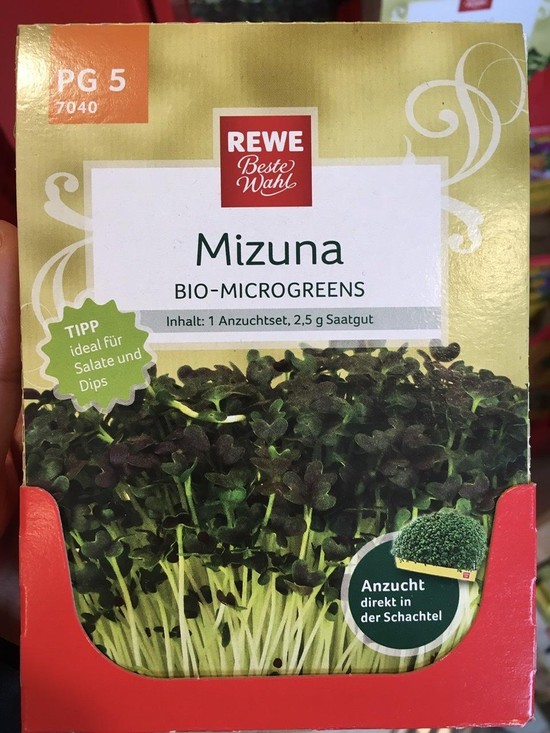 PG 5
7040
REWE
Beste
Wahl
Mizuna
BIO-MICROGREENS
Inhalt: 1 Anzuchtset, 2,5 g Saatgut
TIPP
ideal für
Salate und
Dips
Anzucht
direkt in
der Schachtel